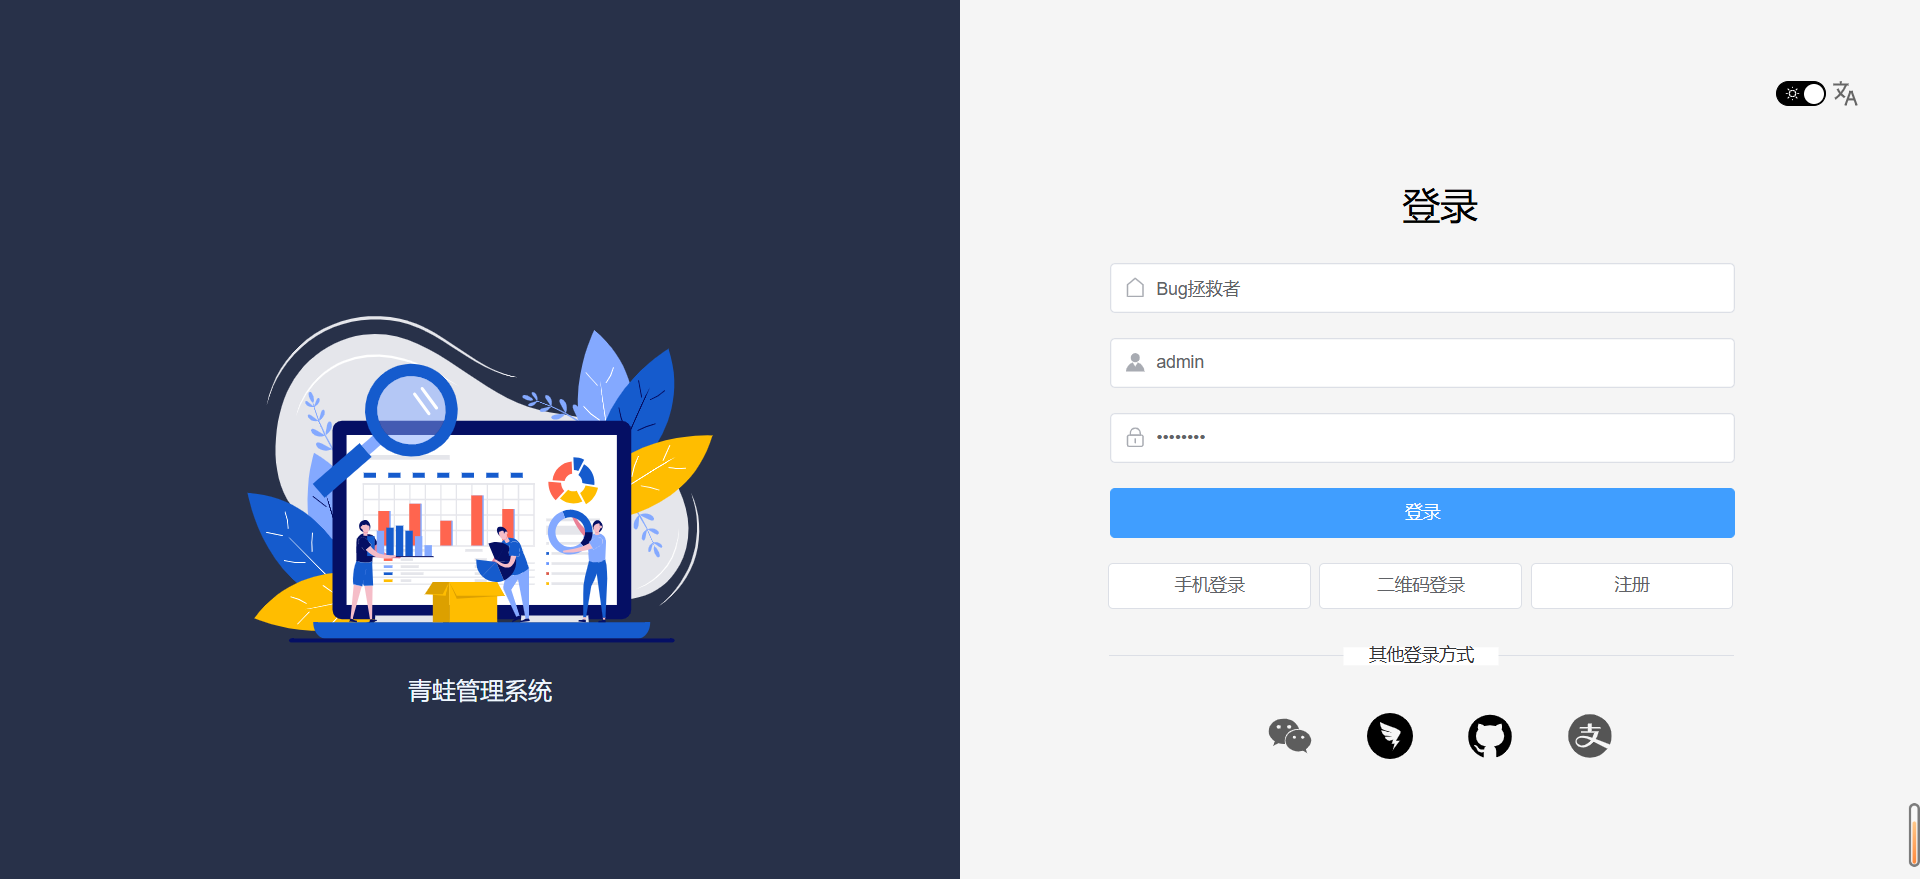 青蛙管理系统
登录
Bug拯救者
admin
••••••••
登录
手机登录 二维码登录 注册
其他登录方式